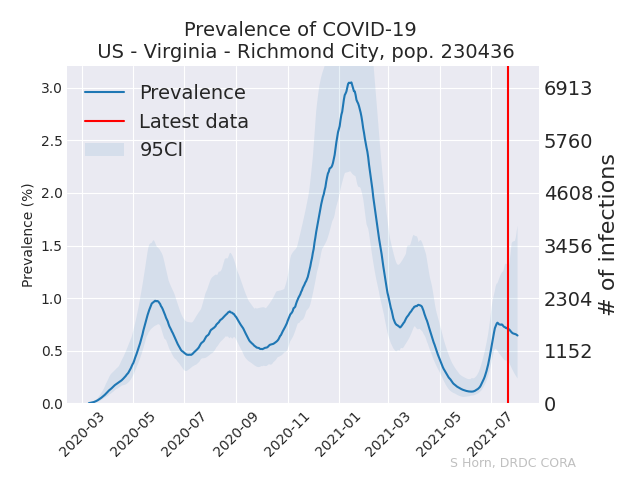 Prevalence of COVID-19
US - Virginia - Richmond City, pop. 230436
Prevalence
Latest data
95CI
Prevalence (%)
3.0
2.5
2.0
1.5
1.0
0.5
0.0
6913
5760
4608
3456
2304
1152
0
# of infections
2020-03
2020-05
2020-07
2020-09
2020-11
2021-01
2021-03
2021-05
2021-07
S Horn, DRDC CORA